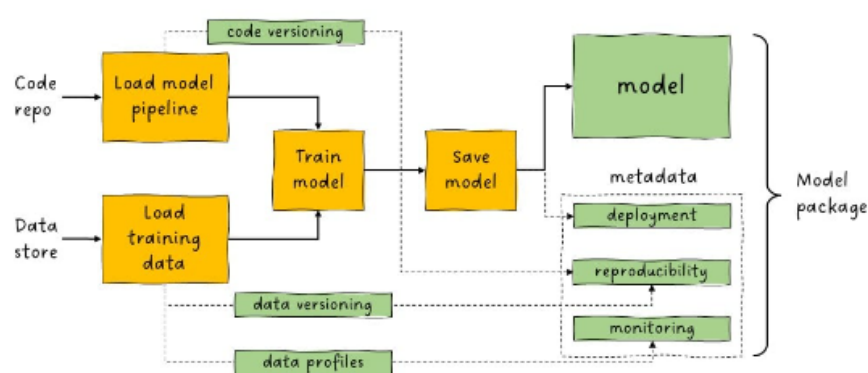 code versioning
Code
repo
Load model
pipeline
model
Train
model
Save
model
metadata
Model
package
deployment
Data
store
Load
training
data
reproducibility
data versioning
monitoring
data profiles